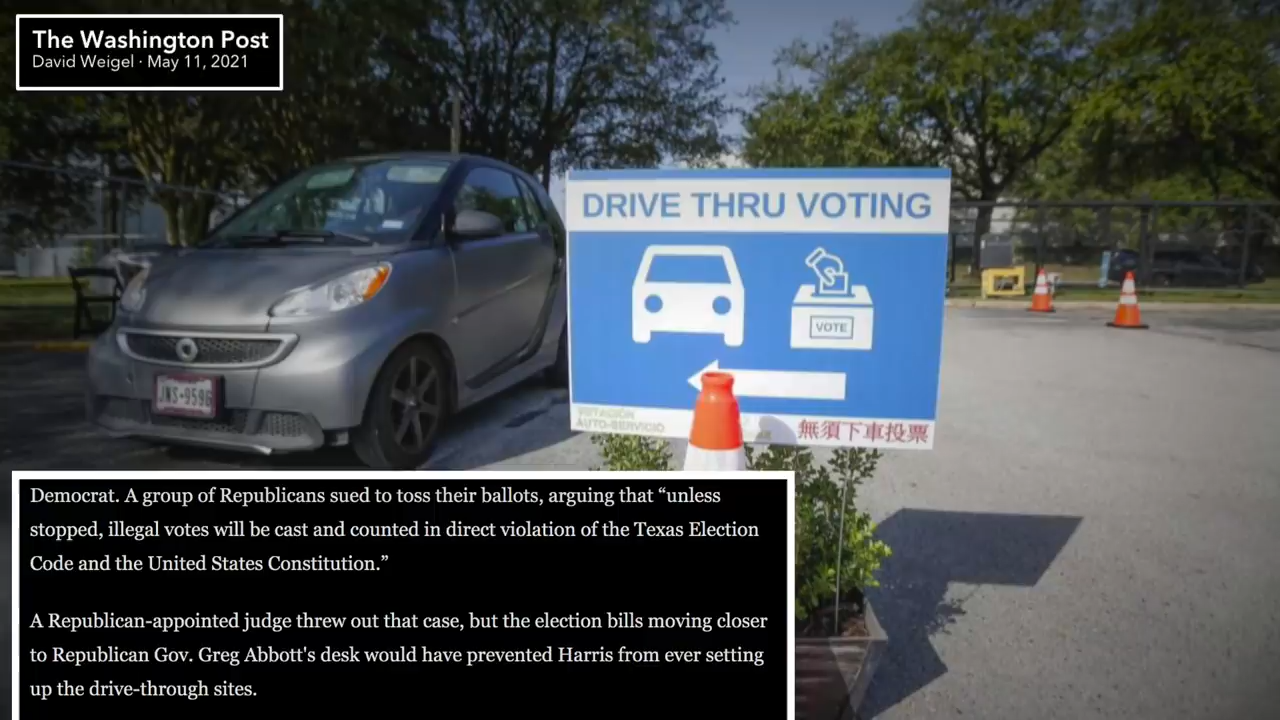 The Washington Post
David Weigel · May 11, 2021
DRIVE THRU VOTING
VOTE
JWS•9596
VOTACIÓN
AUTO-SERVICIO
無須下車投票
Democrat. A group of Republicans sued to toss their ballots, arguing that “unless
stopped, illegal votes will be cast and counted in direct violation of the Texas Election
Code and the United States Constitution.”
A Republican-appointed judge threw out that case, but the election bills moving closer
to Republican Gov. Greg Abbott's desk would have prevented Harris from ever setting
up the drive-through sites.